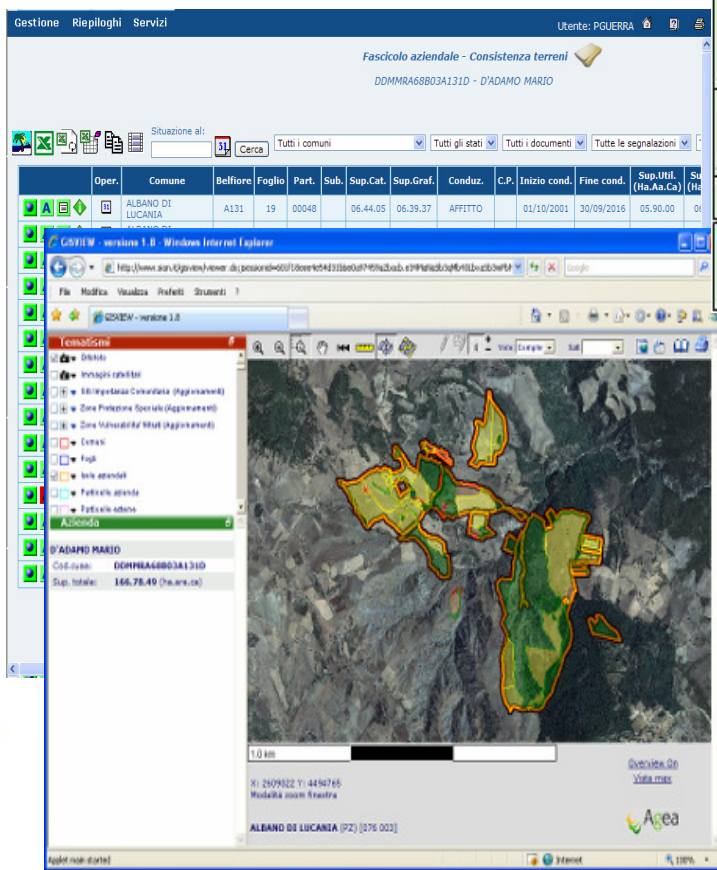 Gestione Riepiloghi Servizi
Utente: PGUERRA
Fascicolo aziendale - Consistenza terreni
DDMMRA68B03A131D - D'ADAMO MARIO
Situazione al:
31 Cerca Tutti i comuni Tutti gli stati Tutti i documenti Tutte le segnalazioni
Oper. Comune Belfiore Foglio Part. Sub. Sup.Cat. Sup.Graf. Conduz. C.P. Inizio cond. Fine cond. Sup.Util. (Ha.Aa.Ca)
A ALBANO DI LUCANIA A131 19 00048 06.44.05 06.39.37 AFFITTO 01/10/2001 30/09/2016 05.90.00
GISVIEW - versione 1.0 - Windows Internet Explorer
Google
File Modifica Visualizza Preferiti Strumenti ?
GISVIEW - versione 1.0
Tematismi
Immagini satellitari
Siti Importanza Comunitaria (Aggiornamenti)
Zone Protezione Speciale (Aggiornamenti)
Zone Vulnerabilita' Nitrati (Aggiornamenti)
Comuni
Fogli
Isole aziendali
Particelle azienda
Azienda
D'ADAMO MARIO
Cod.cuaa: DDMMRA68B03A131D
Sup. totale: 166.78.49 (ha.are.ca)
1.0 km
X: 2609822 Y: 4494765
Modalità zoom finestra
ALBANO DI LUCANIA (PZ) [076 003]
Overview On
Vista max
Agea
Applet main started
Internet
100%